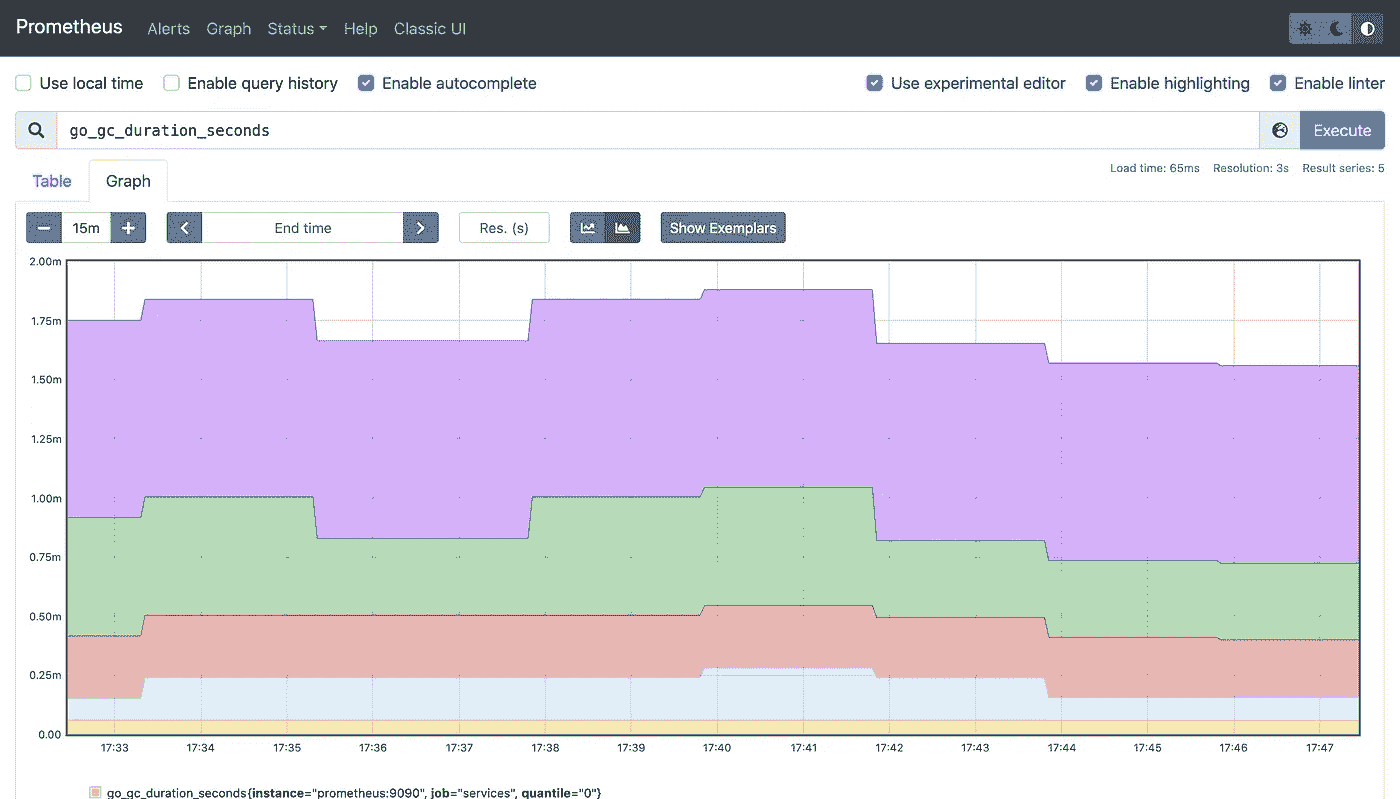 Prometheus Alerts Graph Status Help Classic UI
Use local time Enable query history Enable autocomplete Use experimental editor Enable highlighting Enable linter
go_gc_duration_seconds Execute
Load time: 65ms Resolution: 3s Result series: 5
Table Graph
15m End time Res. (s) Show Exemplars
2.00m
1.75m
1.50m
1.25m
1.00m
0.75m
0.50m
0.25m
0.00
17:33 17:34 17:35 17:36 17:37 17:38 17:39 17:40 17:41 17:42 17:43 17:44 17:45 17:46 17:47
go_gc_duration_seconds{instance="prometheus:9090", job="services", quantile="0"}